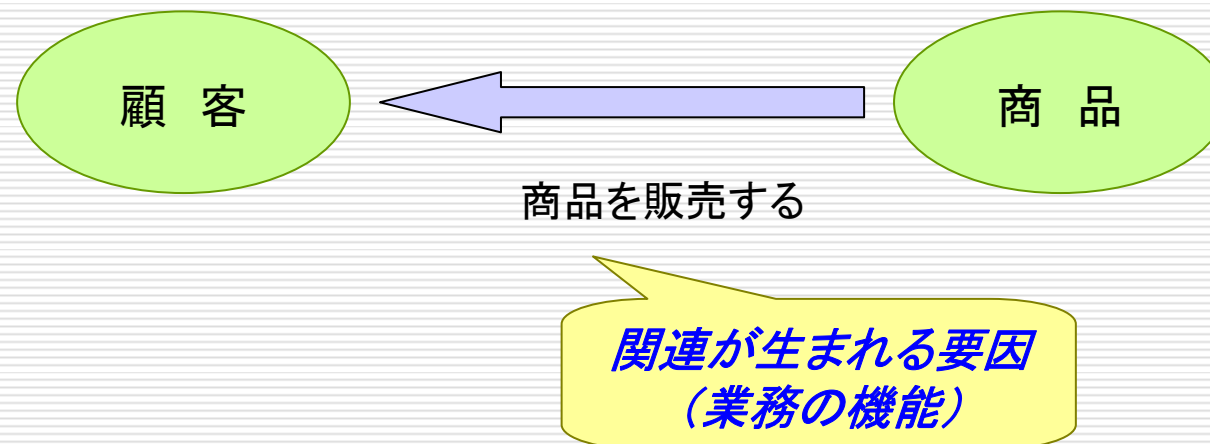 顧 客
商 品
商品を販売する
関連が生まれる要因
（業務の機能）